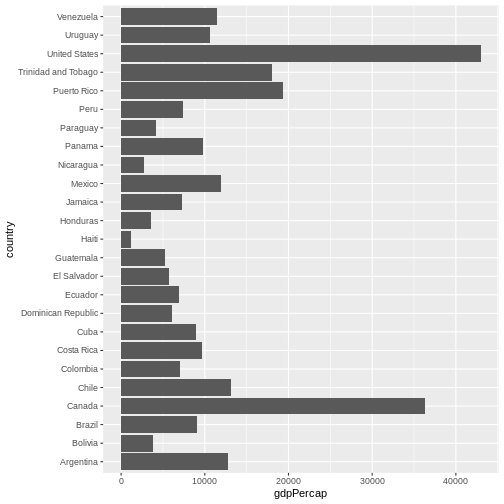 Venezuela
Uruguay
United States
Trinidad and Tobago
Puerto Rico
Peru
Paraguay
Panama
Nicaragua
Mexico
Jamaica
Honduras
Haiti
Guatemala
El Salvador
Ecuador
Dominican Republic
Cuba
Costa Rica
Colombia
Chile
Canada
Brazil
Bolivia
Argentina
country
0 10000 20000 30000 40000
gdpPercap